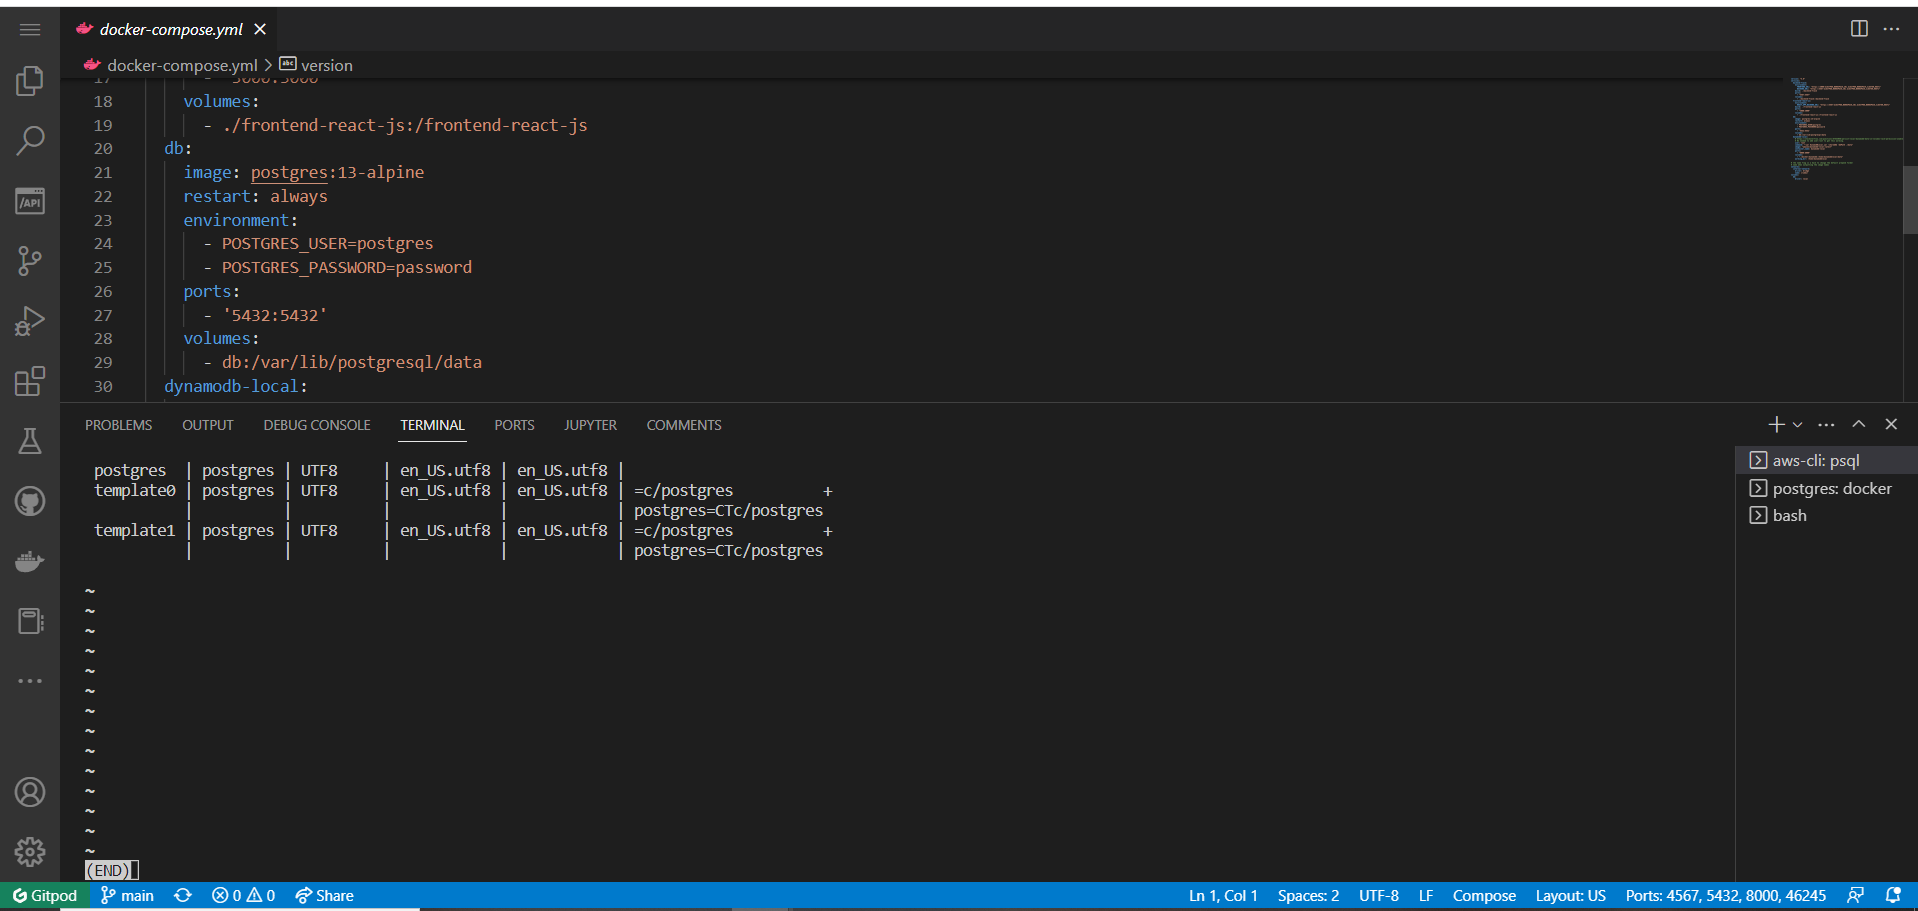 docker-compose.yml
docker-compose.yml > version
17 - '3000:3000'
18 volumes:
19 - ./frontend-react-js:/frontend-react-js
20 db:
21 image: postgres:13-alpine
22 restart: always
23 environment:
24 - POSTGRES_USER=postgres
25 - POSTGRES_PASSWORD=password
26 ports:
27 - '5432:5432'
28 volumes:
29 - db:/var/lib/postgresql/data
30 dynamodb-local:
PROBLEMS OUTPUT DEBUG CONSOLE TERMINAL PORTS JUPYTER COMMENTS
postgres | postgres | UTF8 | en_US.utf8 | en_US.utf8 |
template0 | postgres | UTF8 | en_US.utf8 | en_US.utf8 | =c/postgres +
| | | | | postgres=CTc/postgres
template1 | postgres | UTF8 | en_US.utf8 | en_US.utf8 | =c/postgres +
| | | | | postgres=CTc/postgres
~
~
~
~
~
~
~
~
~
~
~
~
~
~
(END)
aws-cli: psql
postgres: docker
bash
/API
abc
Gitpod main 0 0 Share Ln 1, Col 1 Spaces: 2 UTF-8 LF Compose Layout: US Ports: 4567, 5432, 8000, 46245